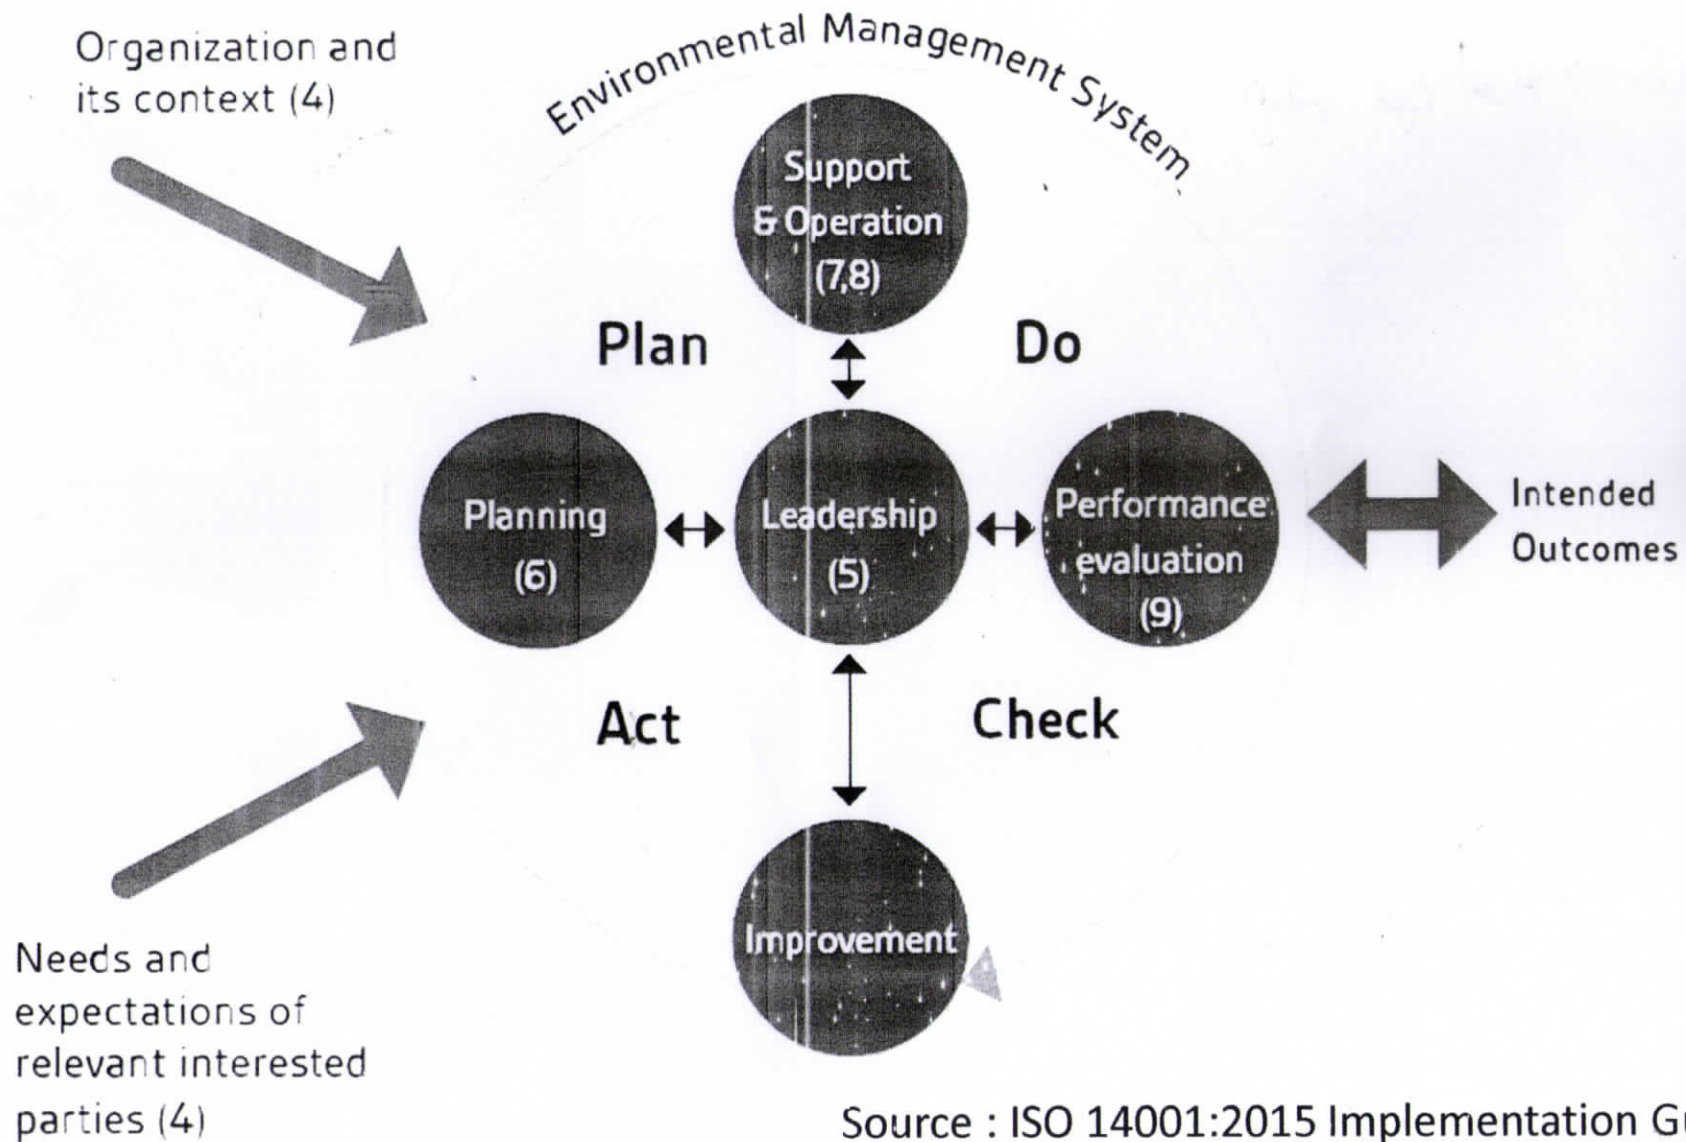 Environmental Management System
Organization and
its context (4)
Support
& Operation
(7,8)
Plan
Do
Planning
(6)
Leadership
(5)
Performance
evaluation
(9)
Intended
Outcomes
Act
Check
Improvement
Needs and
expectations of
relevant interested
parties (4)
Source : ISO 14001:2015 Implementation